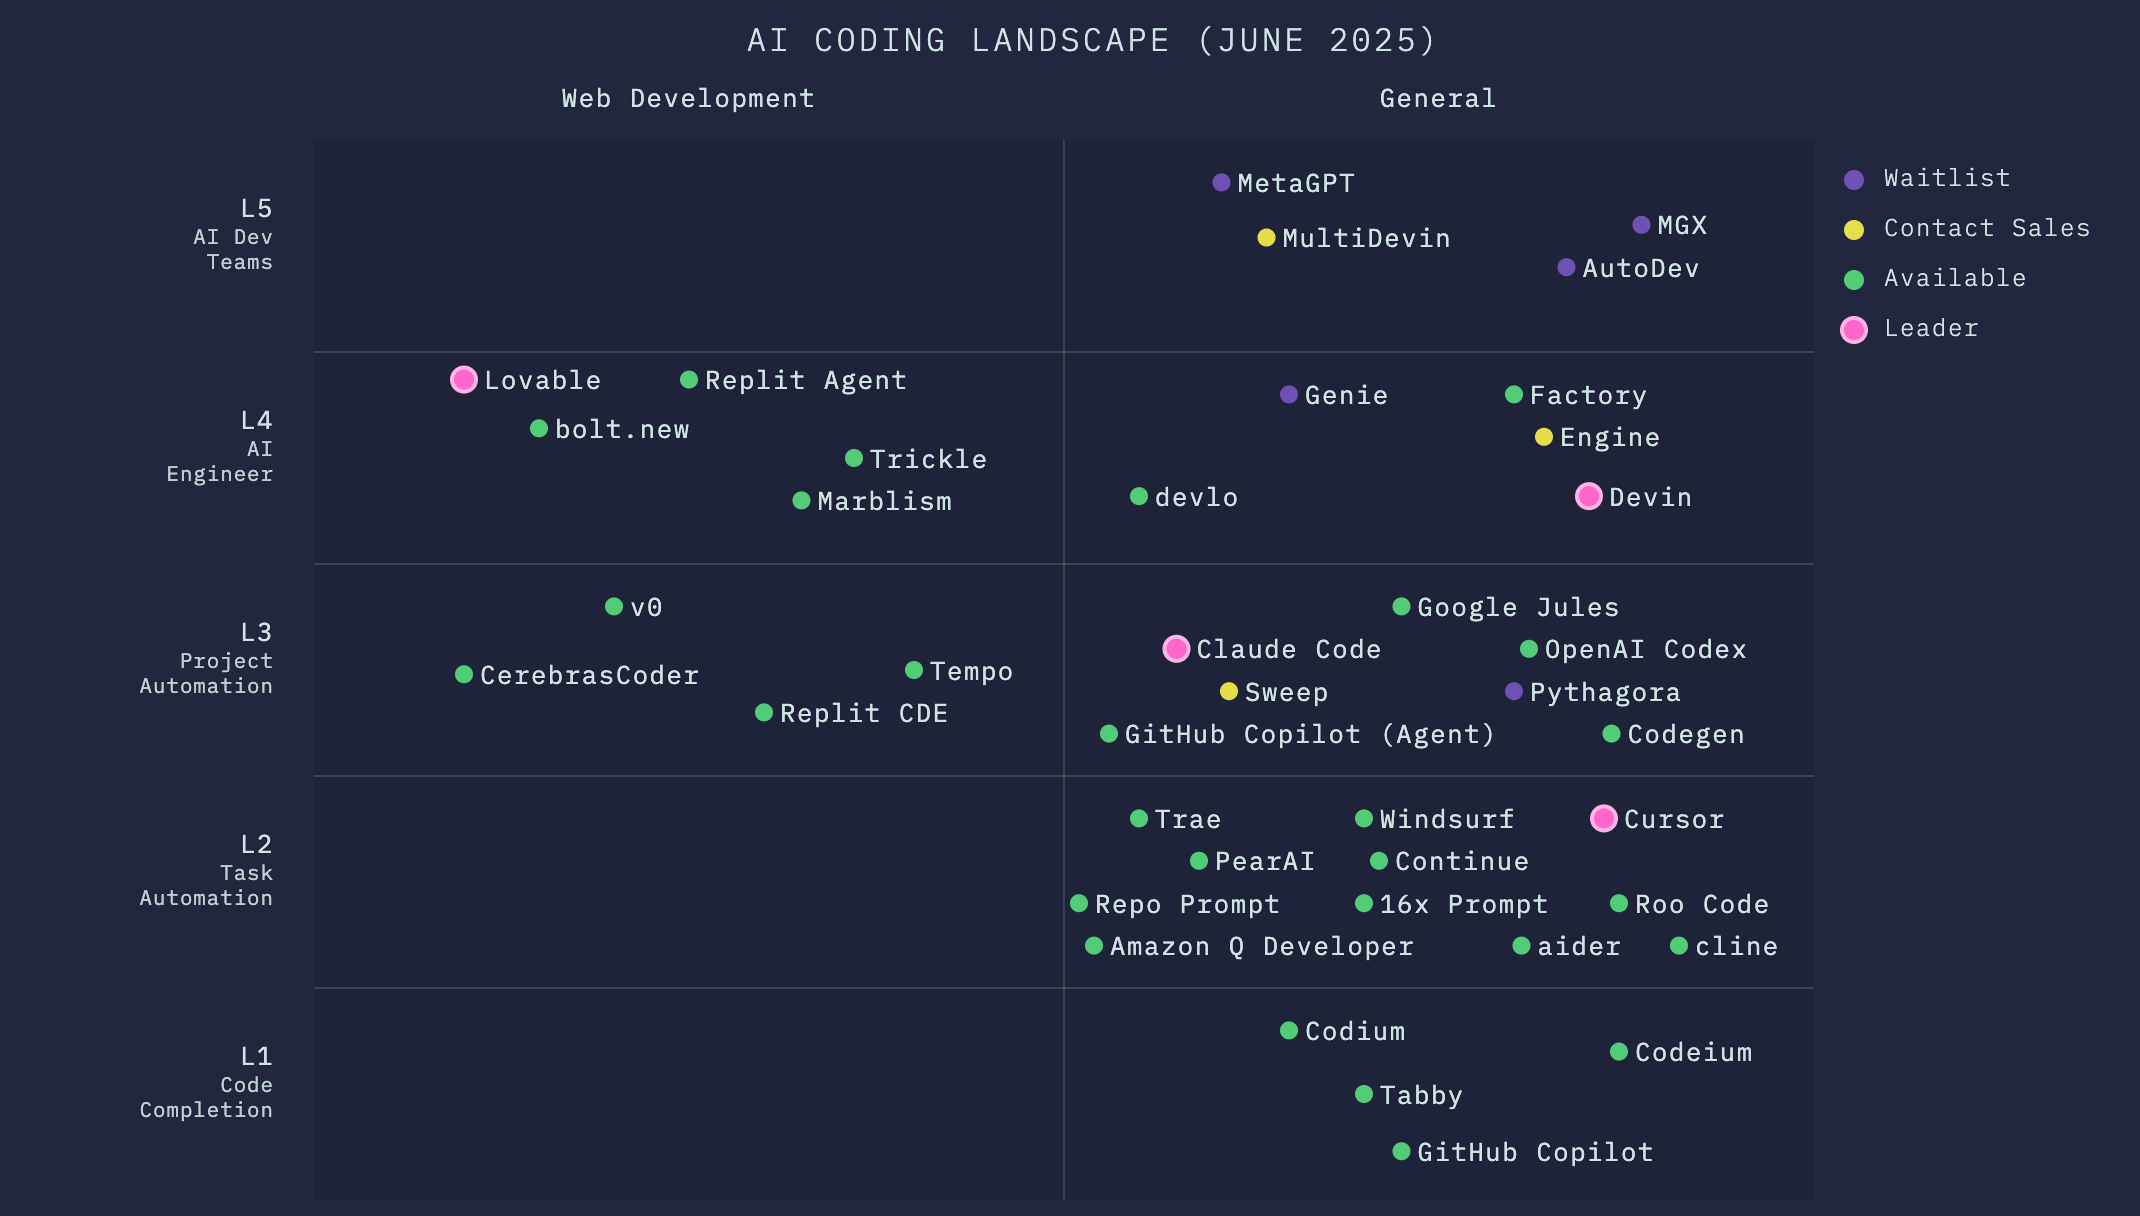 AI CODING LANDSCAPE (JUNE 2025)
Web Development
General
L5
AI Dev
Teams
MetaGPT
MultiDevin
MGX
AutoDev
Waitlist
Contact Sales
Available
Leader
L4
AI
Engineer
Lovable
Replit Agent
bolt.new
Trickle
Marblism
Genie
Factory
Engine
devlo
Devin
L3
Project
Automation
v0
CerebrasCoder
Tempo
Replit CDE
Google Jules
Claude Code
OpenAI Codex
Sweep
Pythagora
GitHub Copilot (Agent)
Codegen
L2
Task
Automation
Trae
Windsurf
Cursor
PearAI
Continue
Repo Prompt
16x Prompt
Roo Code
Amazon Q Developer
aider
cline
L1
Code
Completion
Codium
Codeium
Tabby
GitHub Copilot